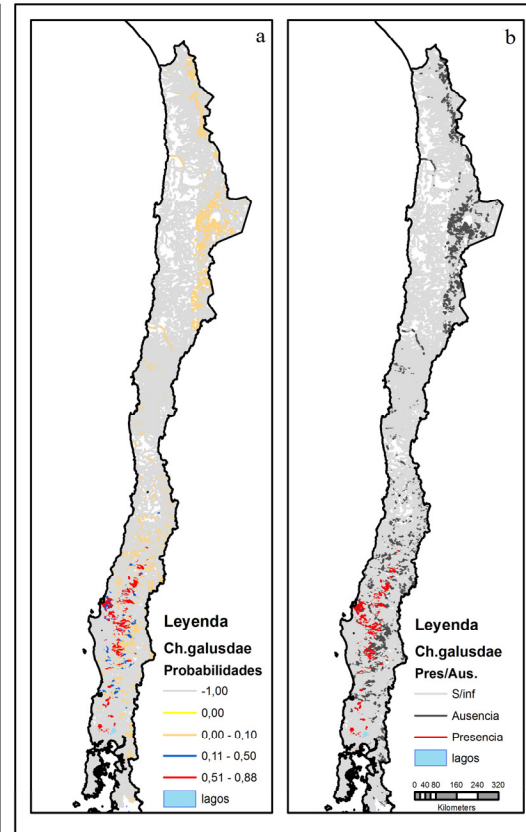 a
Leyenda
Ch.galusdae
Probabilidades
-1,00
0,00
0,00 - 0,10
0,11 - 0,50
0,51 - 0,88
lagos
b
Leyenda
Ch.galusdae
Pres/Aus.
S/inf
Ausencia
Presencia
lagos
0 40 80 160 240 320
Kilometers